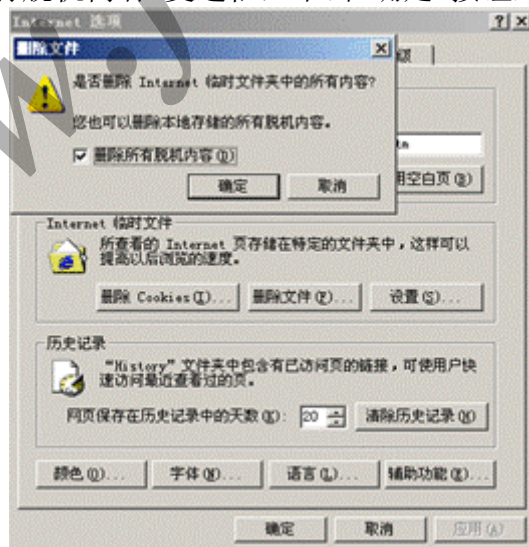 Internet 选项
删除文件
级
是否删除 Internet 临时文件夹中的所有内容?
您也可以删除本地存储的所有脱机内容。
删除所有脱机内容(D)
确定 取消
用空白页(B)
Internet 临时文件
所查看的 Internet 页存储在特定的文件夹中，这样可以
提高以后浏览的速度。
删除 Cookies(I)... 删除文件(F)... 设置(S)...
历史记录
“History”文件夹中包含有已访问页的链接，可使用户快
速访问最近查看过的页。
网页保存在历史记录中的天数(K): 20 清除历史记录(H)
颜色(O)... 字体(N)... 语言(L)... 辅助功能(E)...
确定 取消 应用(A)